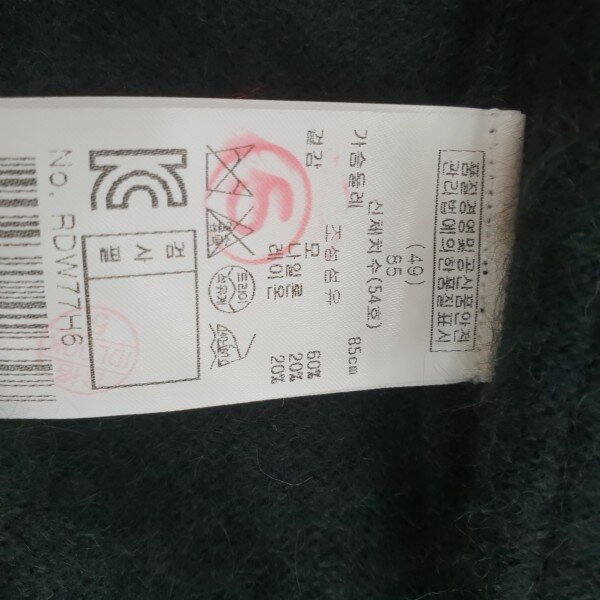 품질경영및공산품안전
관리법에의한품질표시
(49)
85
신체치수(54호)
가슴둘레 85cm
겉감 조성섬유
모 60%
나일론 20%
레이온 20%
드라이
석유계
검사필
No. RDW77H6